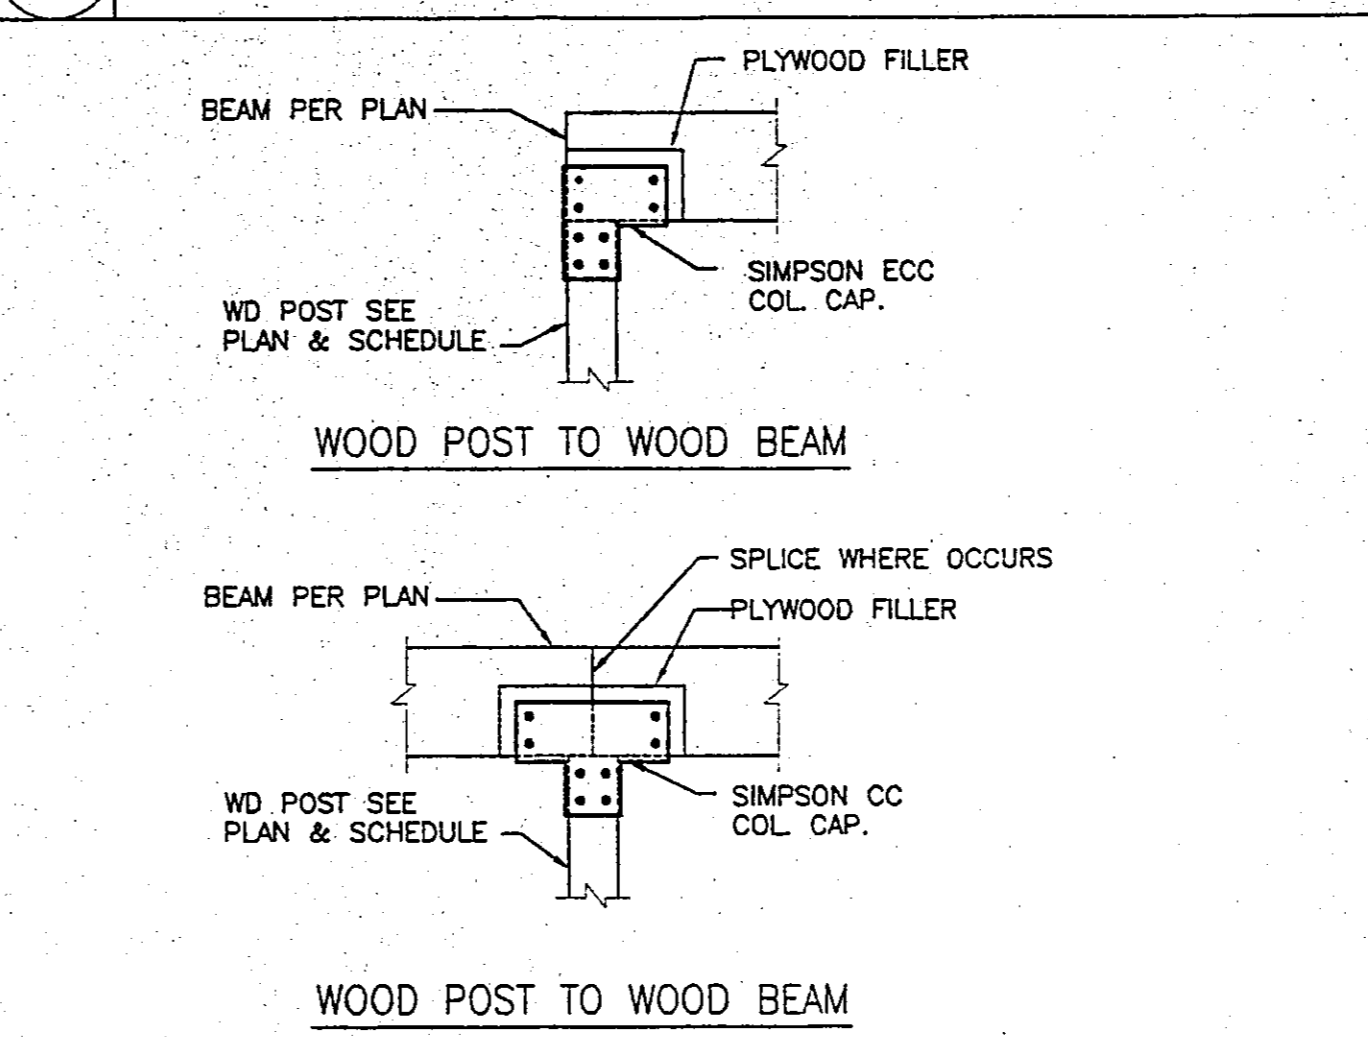 PLYWOOD FILLER
BEAM PER PLAN
SIMPSON ECC
COL. CAP.
WD POST SEE
PLAN & SCHEDULE
WOOD POST TO WOOD BEAM
SPLICE WHERE OCCURS
BEAM PER PLAN
PLYWOOD FILLER
SIMPSON CC
COL. CAP.
WD POST SEE
PLAN & SCHEDULE
WOOD POST TO WOOD BEAM